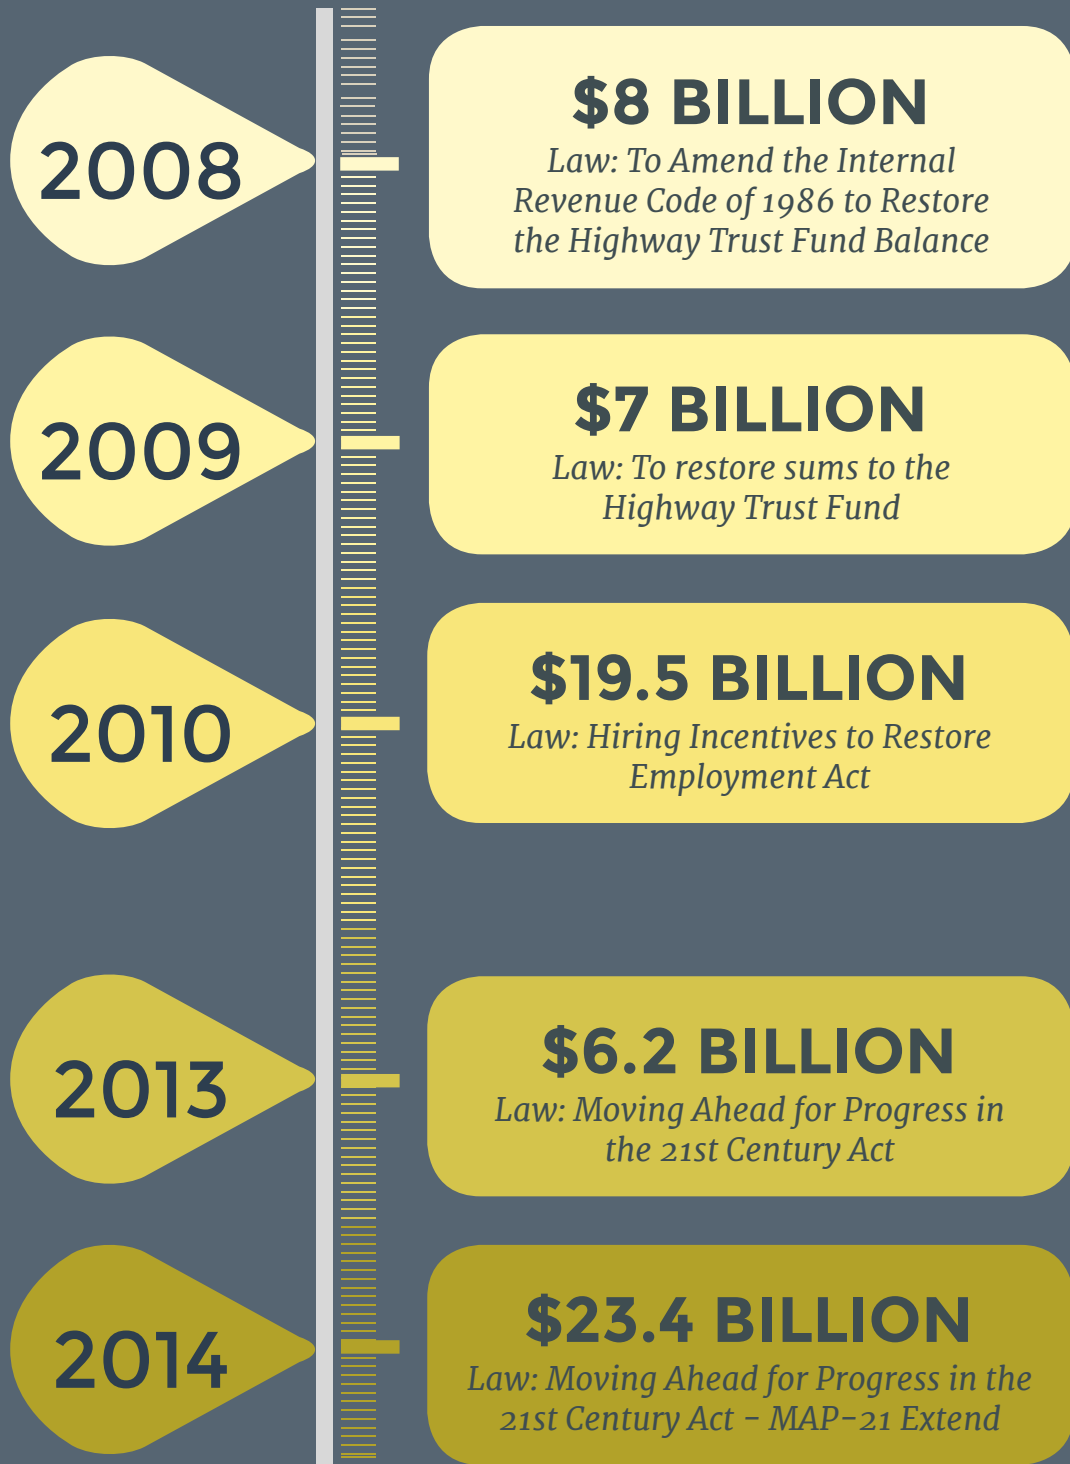 2008
$8 BILLION
Law: To Amend the Internal
Revenue Code of 1986 to Restore
the Highway Trust Fund Balance
2009
$7 BILLION
Law: To restore sums to the
Highway Trust Fund
2010
$19.5 BILLION
Law: Hiring Incentives to Restore
Employment Act
2013
$6.2 BILLION
Law: Moving Ahead for Progress in
the 21st Century Act
2014
$23.4 BILLION
Law: Moving Ahead for Progress in the
21st Century Act - MAP-21 Extend